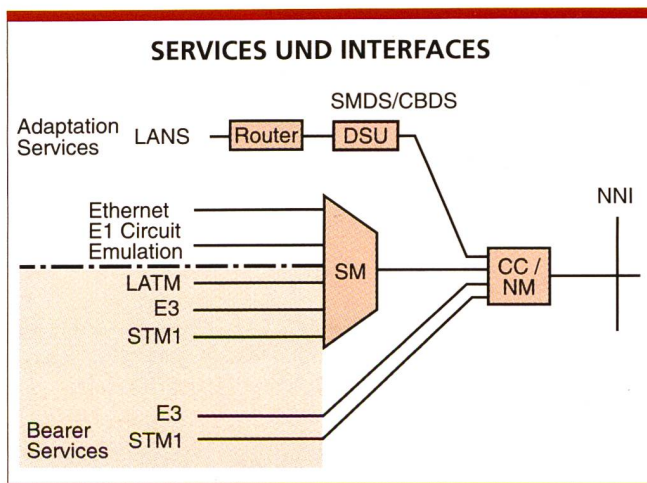 SERVICES UND INTERFACES
SMDS/CBDS
Adaptation
Services
LANS
Router
DSU
NNI
Ethernet
E1 Circuit
Emulation
SM
CC /
NM
LATM
E3
STM1
E3
Bearer
Services
STM1